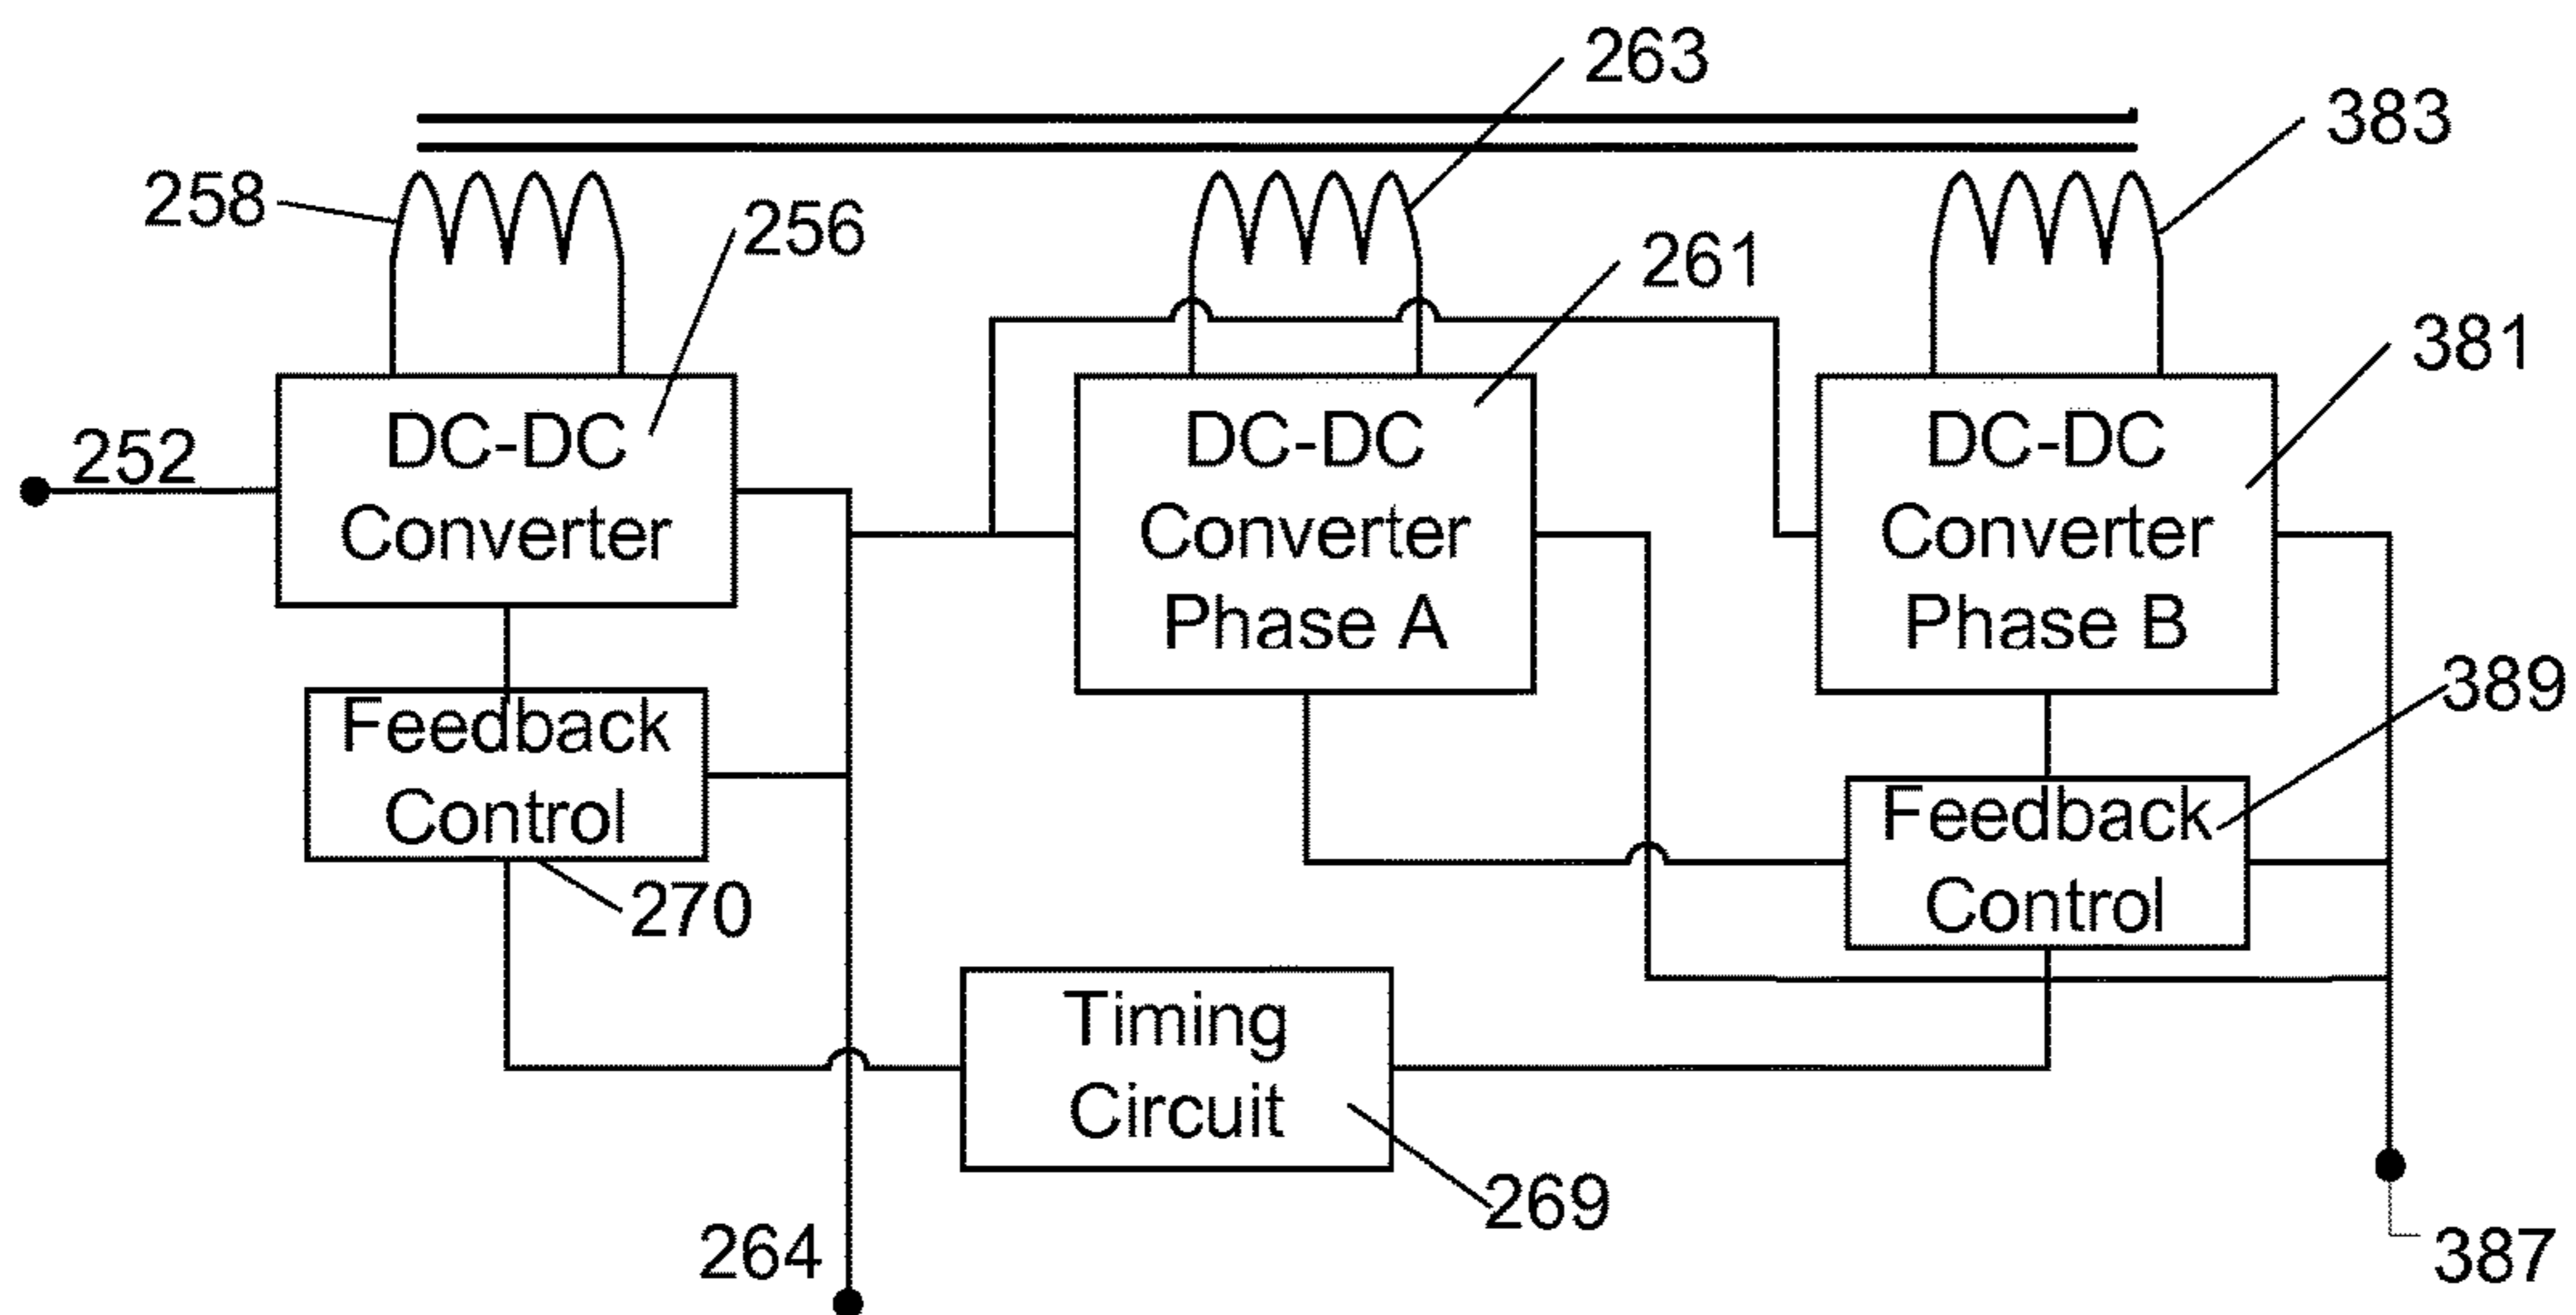 263
383
258
256
261
381
252
DC-DC
Converter
DC-DC
Converter
Phase A
DC-DC
Converter
Phase B
389
Feedback
Control
270
Feedback
Control
Timing
Circuit
269
264
387